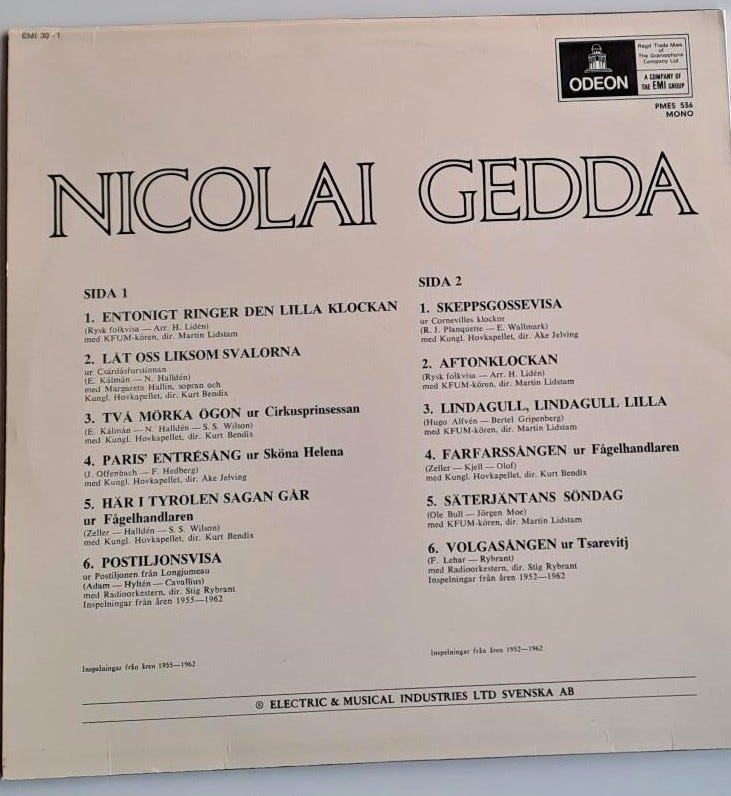 EMI 30 - 1
ODEON
Regd Trade Mark
of
The Gramophone
Company Ltd
A COMPANY OF
THE EMI GROUP
PMES 536
MONO
NICOLAI GEDDA
SIDA 1
1. ENTONIGT RINGER DEN LILLA KLOCKAN
(Rysk folkvisa — Arr. H. Lidén)
med KFUM-kören, dir. Martin Lidstam
2. LÅT OSS LIKSOM SVALORNA
ur Csárdásfurstinnan
(E. Kálmán — N. Halldén)
med Margareta Hallin, sopran och
Kungl. Hovkapellet, dir. Kurt Bendix
3. TVÅ MÖRKA ÖGON ur Cirkusprinsessan
(E. Kálmán — N. Halldén — S. S. Wilson)
med Kungl. Hovkapellet, dir. Kurt Bendix
4. PARIS' ENTRÉSÅNG ur Sköna Helena
(J. Offenbach — F. Hedberg)
med Kungl. Hovkapellet, dir. Åke Jelving
5. HÄR I TYROLEN SAGAN GÅR
ur Fågelhandlaren
(Zeller — Halldén — S. S. Wilson)
med Kungl. Hovkapellet, dir. Kurt Bendix
6. POSTILJONSVISA
ur Postiljonen från Longjumeau
(Adam — Hyltén — Cavallius)
med Radioorkestern, dir. Stig Rybrant
Inspelningar från åren 1955—1962
Inspelningar från åren 1955—1962
SIDA 2
1. SKEPPSGOSSEVISA
ur Cornevilles klockor
(R. J. Planquette — E. Wallmark)
med Kungl. Hovkapellet, dir. Åke Jelving
2. AFTONKLOCKAN
(Rysk folkvisa — Arr. H. Lidén)
med KFUM-kören, dir. Martin Lidstam
3. LINDAGULL, LINDAGULL LILLA
(Hugo Alfvén — Bertel Gripenberg)
med KFUM-kören, dir. Martin Lidstam
4. FARFARSSÅNGEN ur Fågelhandlaren
(Zeller — Kjell — Olof)
med Kungl. Hovkapellet, dir. Kurt Bendix
5. SÄTERJÄNTANS SÖNDAG
(Ole Bull — Jörgen Moe)
med KFUM-kören, dir. Martin Lidstam
6. VOLGASÅNGEN ur Tsarevitj
(F. Lehar — Rybrant)
med Radioorkestern, dir. Stig Rybrant
Inspelningar från åren 1952—1962
Inspelningar från åren 1952—1962
℗ ELECTRIC & MUSICAL INDUSTRIES LTD SVENSKA AB